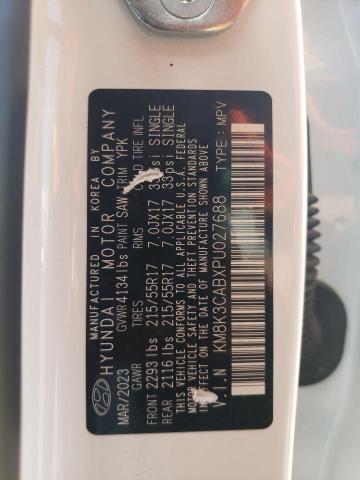 MANUFACTURED IN KOREA BY
HYUNDAI MOTOR COMPANY
MAR/2023 GVWR 4134 lbs PAINT SAW TRIM YPK
GAWR TIRES RIMS COLD TIRE INFL
FRONT 2293 lbs 215/55R17 7.0JX17 33 psi SINGLE
REAR 2116 lbs 215/55R17 7.0JX17 33 psi SINGLE
THIS VEHICLE CONFORMS TO ALL APPLICABLE U.S.A. FEDERAL
MOTOR VEHICLE SAFETY AND THEFT PREVENTION STANDARDS
IN EFFECT ON THE DATE OF MANUFACTURE SHOWN ABOVE
V.I.N KM8K3CABXPU027688 TYPE: MPV